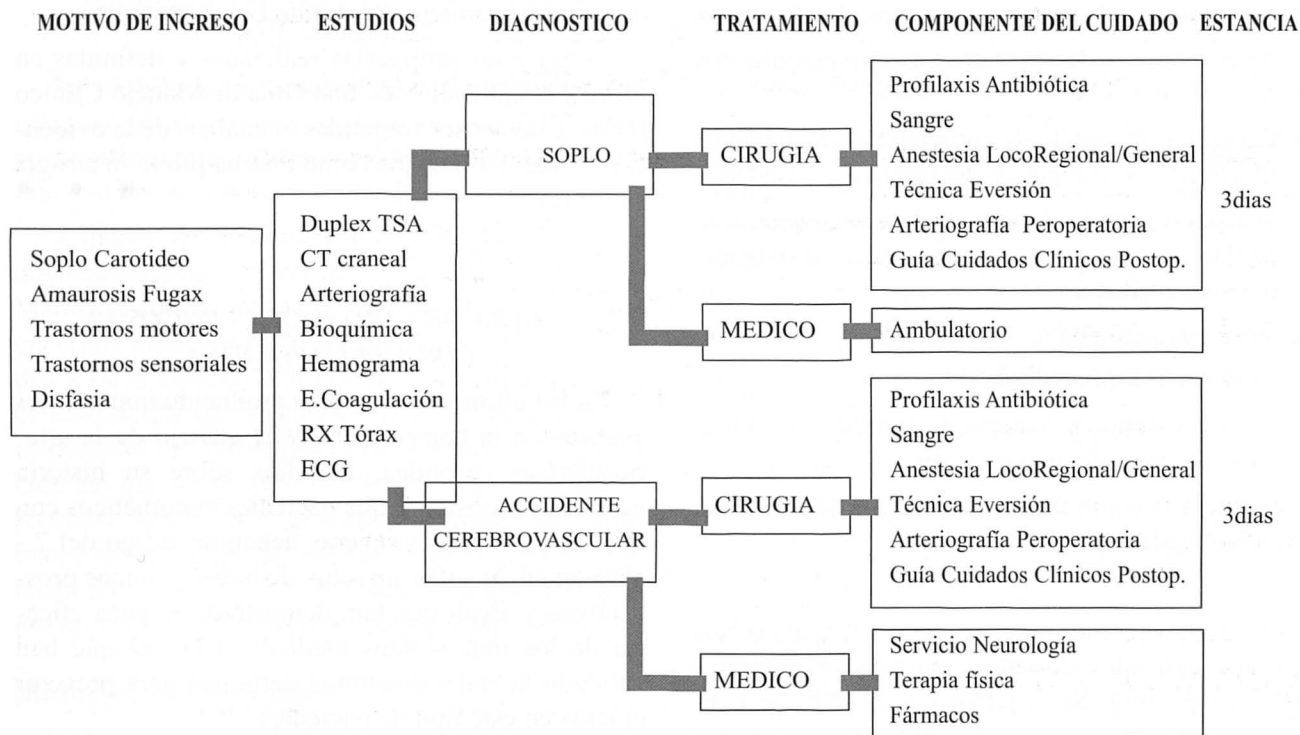 MOTIVO DE INGRESO ESTUDIOS DIAGNOSTICO TRATAMIENTO COMPONENTE DEL CUIDADO ESTANCIA
Soplo Carotideo
Amaurosis Fugax
Trastornos motores
Trastornos sensoriales
Disfasia
Duplex TSA
CT craneal
Arteriografía
Bioquímica
Hemograma
E.Coagulación
RX Tórax
ECG
SOPLO
CIRUGIA
Profilaxis Antibiótica
Sangre
Anestesia LocoRegional/General
Técnica Eversión
Arteriografía Peroperatoria
Guía Cuidados Clínicos Postop.
3dias
MEDICO
Ambulatorio
ACCIDENTE
CEREBROVASCULAR
CIRUGIA
Profilaxis Antibiótica
Sangre
Anestesia LocoRegional/General
Técnica Eversión
Arteriografía Peroperatoria
Guía Cuidados Clínicos Postop.
3dias
MEDICO
Servicio Neurología
Terapia física
Fármacos